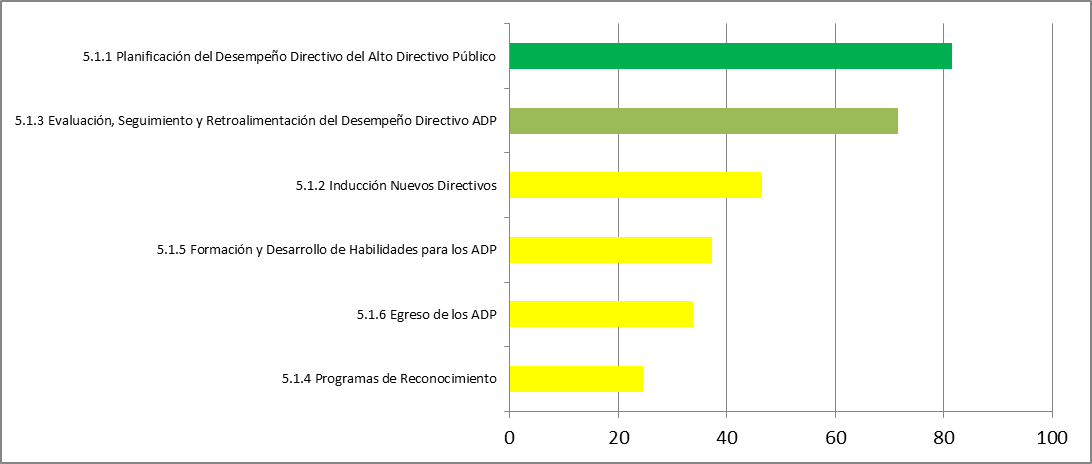 5.1.1 Planificación del Desempeño Directivo del Alto Directivo Público
5.1.3 Evaluación, Seguimiento y Retroalimentación del Desempeño Directivo ADP
5.1.2 Inducción Nuevos Directivos
5.1.5 Formación y Desarrollo de Habilidades para los ADP
5.1.6 Egreso de los ADP
5.1.4 Programas de Reconocimiento
0 20 40 60 80 100